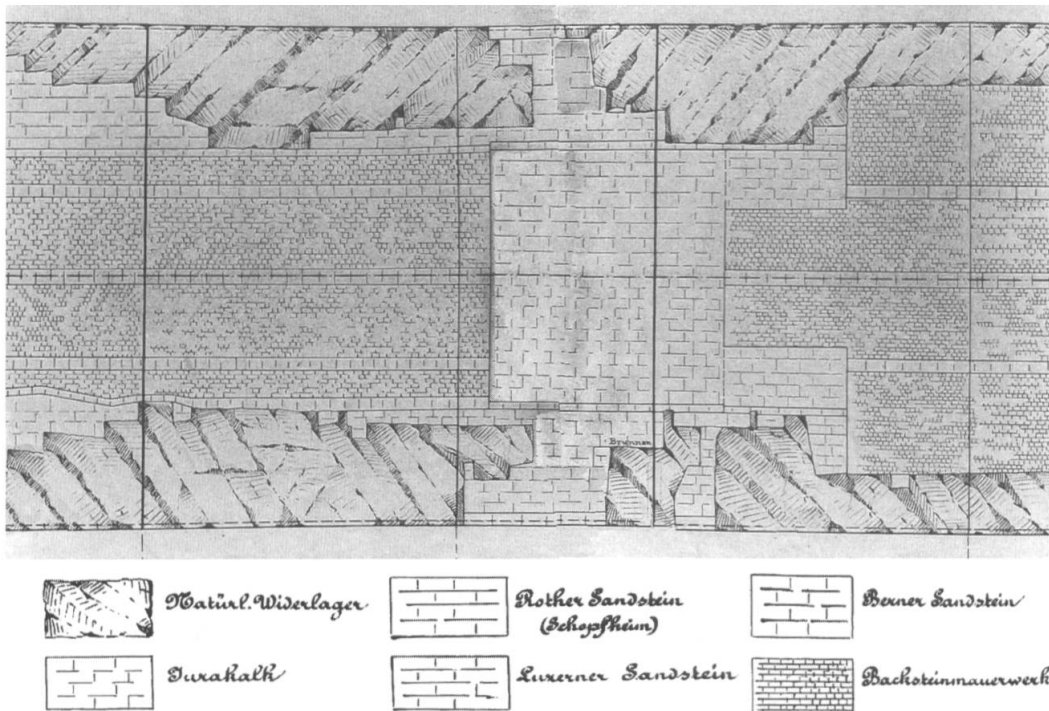 Brunnen
Natürl. Widerlager
Rother Sandstein
(Schopfheim)
Berner Sandstein
Jurakalk
Luzerner Sandstein
Backsteinmauerwerk